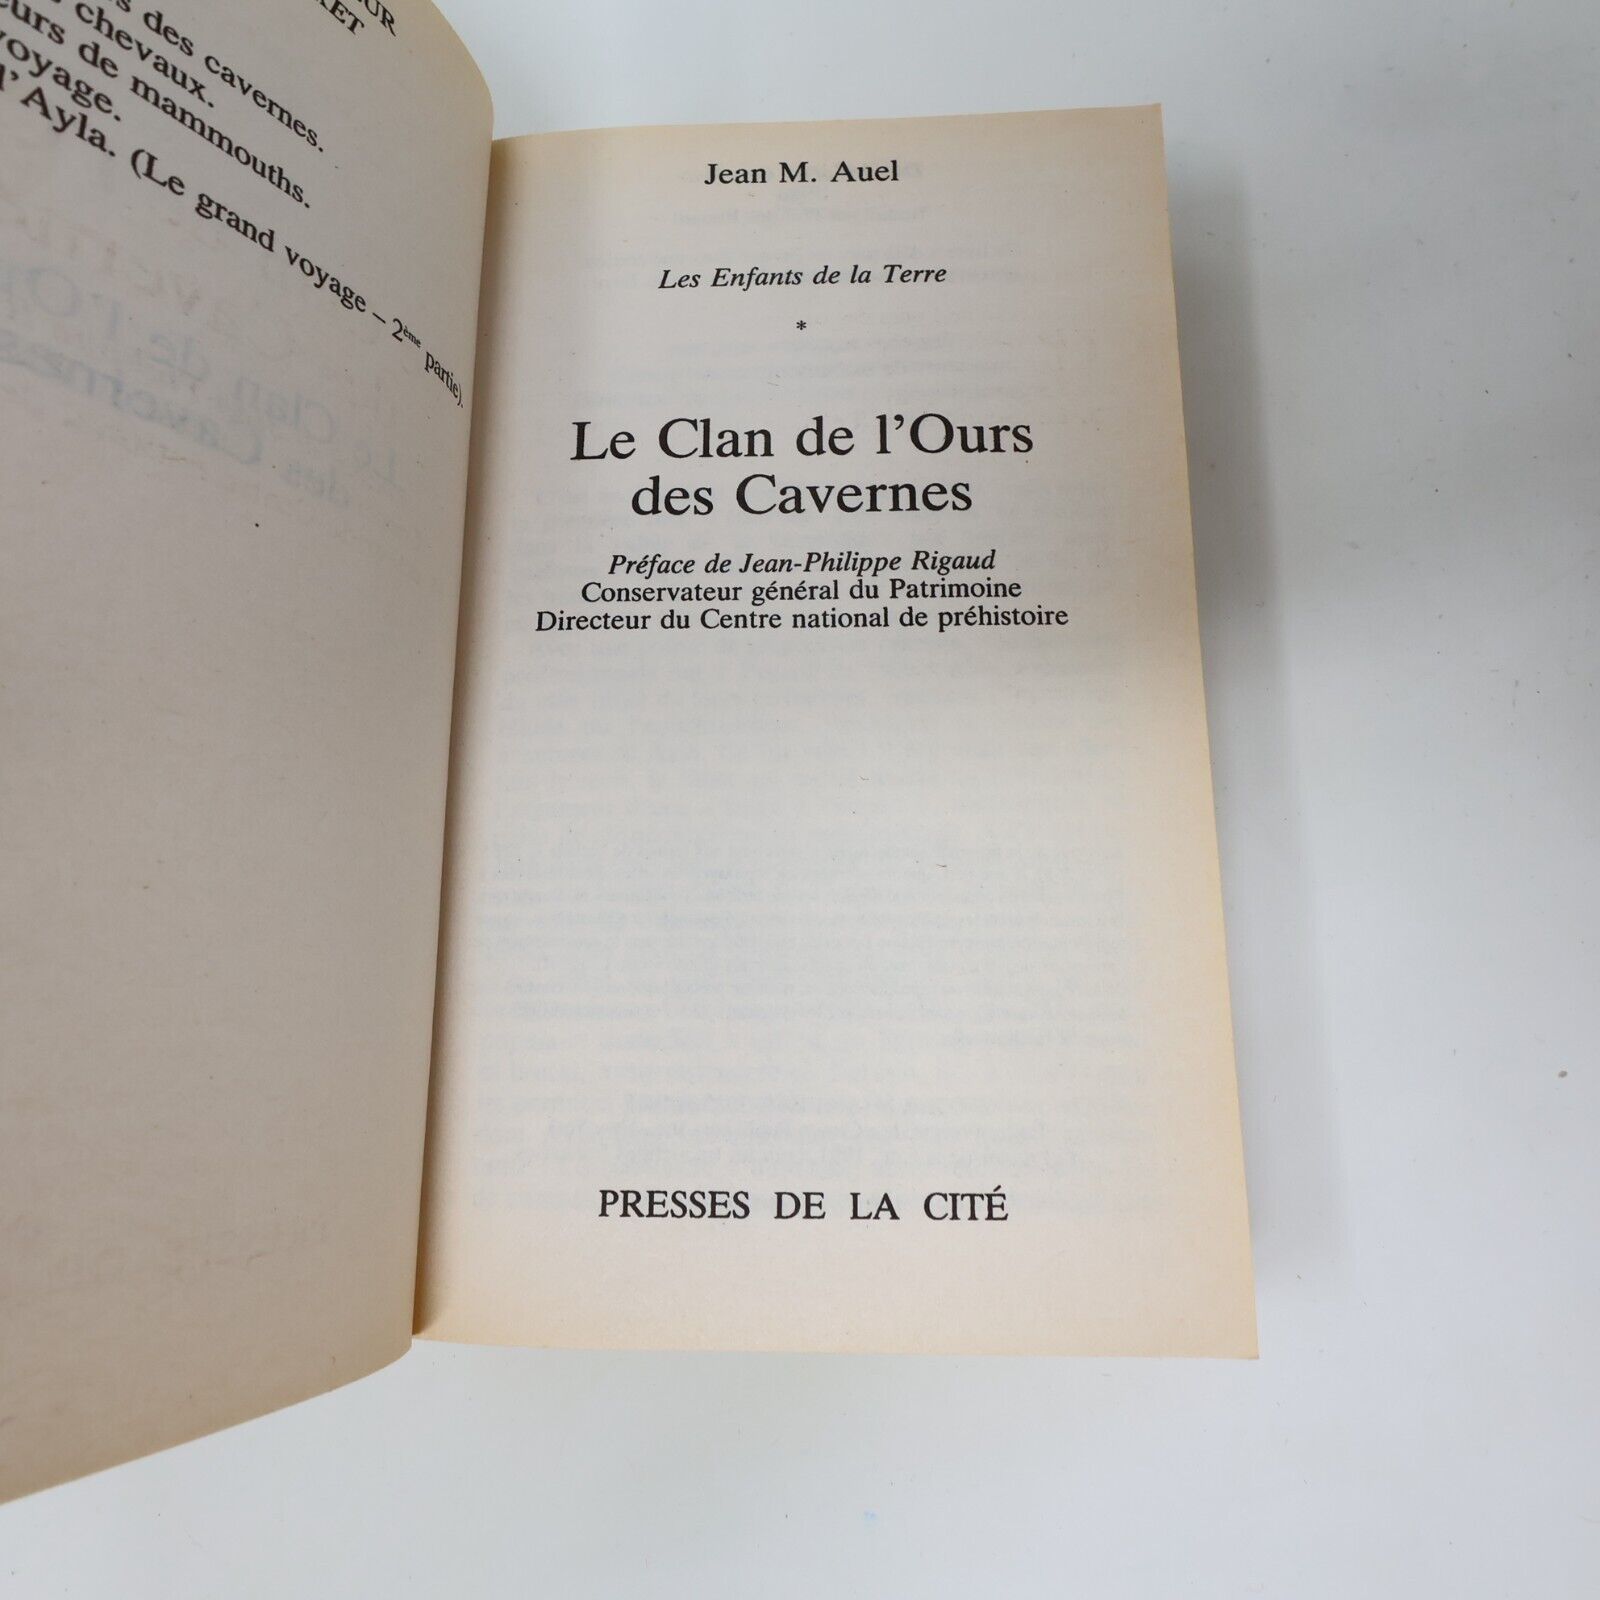 des cavernes.
chevaux.
de mammouths.
voyage.
d'Ayla. (Le grand voyage – 2ème partie).
Jean M. Auel
Les Enfants de la Terre
*
Le Clan de l'Ours
des Cavernes
Préface de Jean-Philippe Rigaud
Conservateur général du Patrimoine
Directeur du Centre national de préhistoire
PRESSES DE LA CITÉ